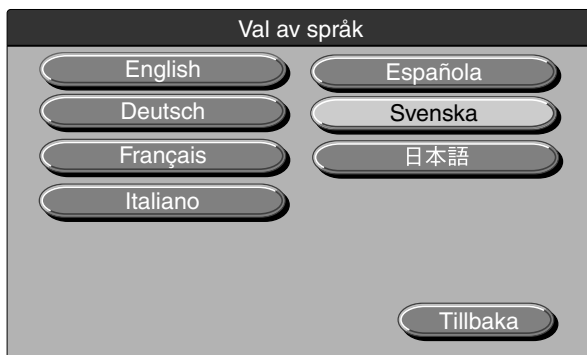 Val av språk
English
Española
Deutsch
Svenska
Français
日本語
Italiano
Tillbaka